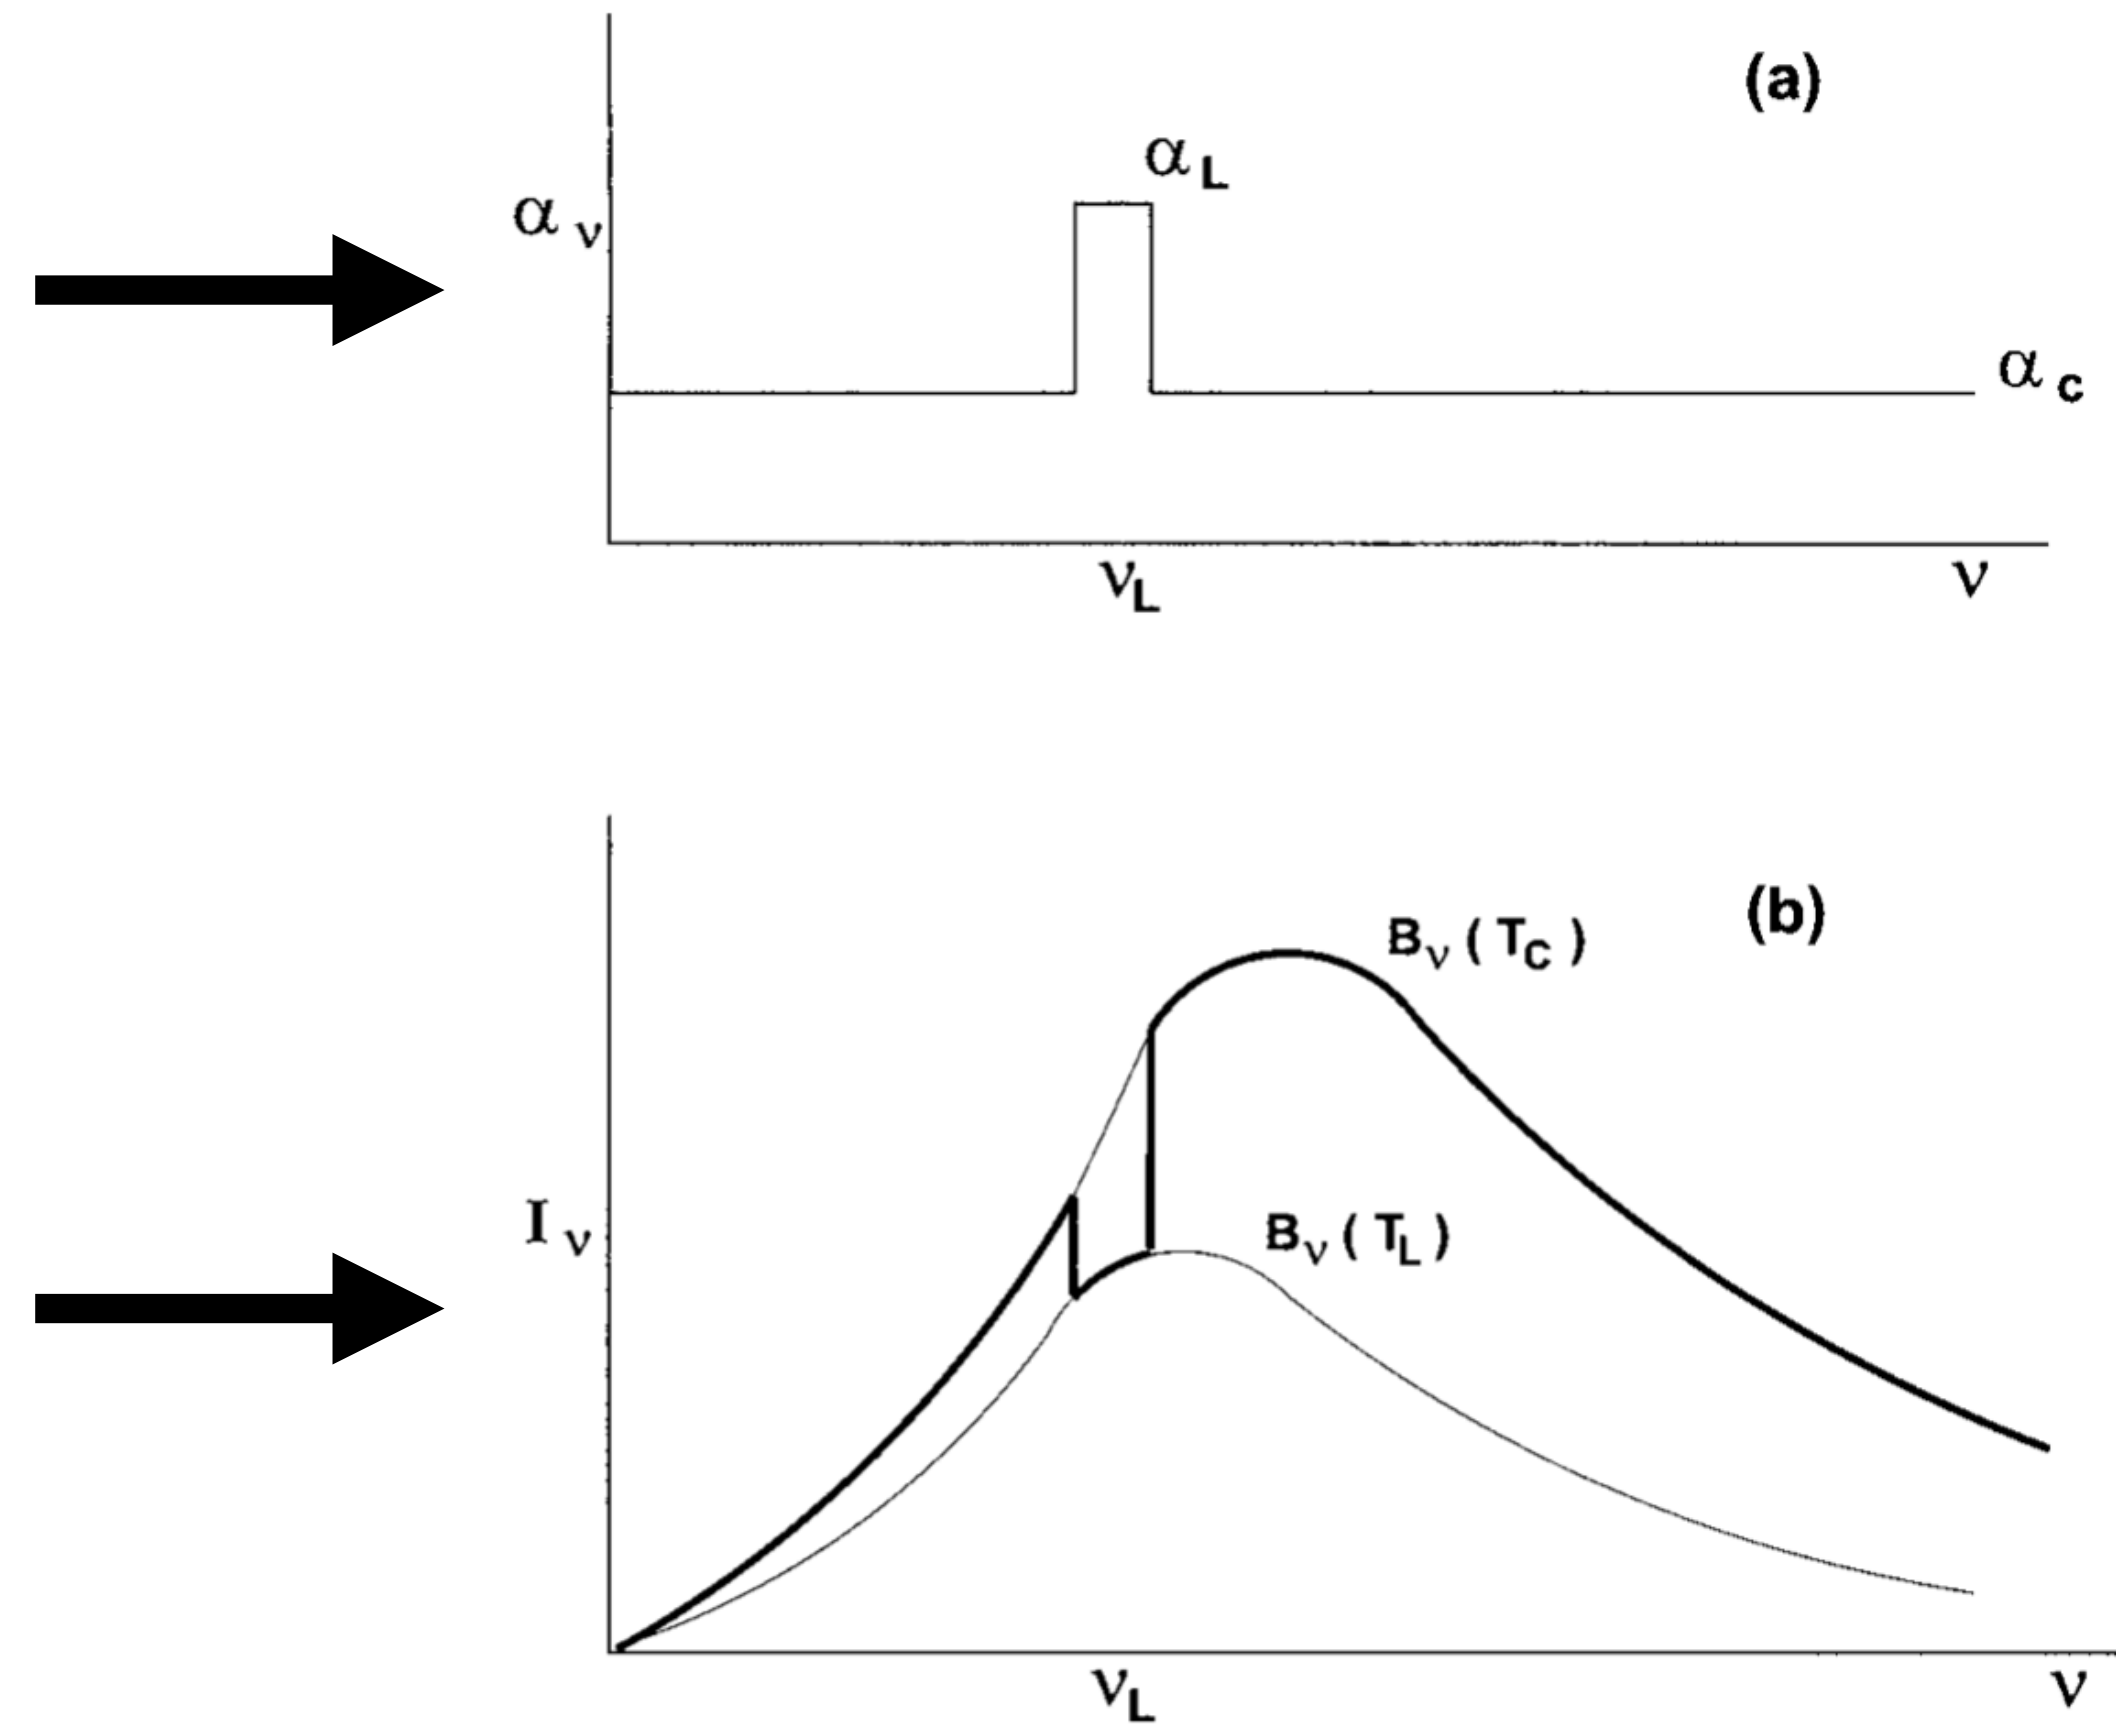 (a)
α L
α ν
α c
ν L
ν
(b)
B ν ( T C )
I ν
B ν ( T L )
ν L
ν